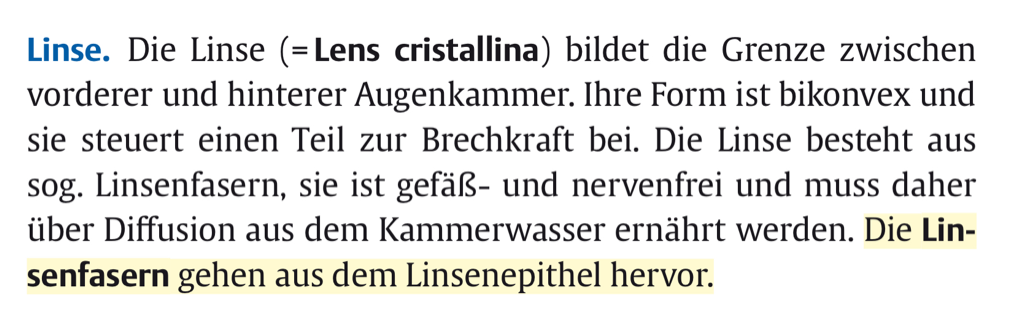 Linse. Die Linse (= Lens cristallina) bildet die Grenze zwischen
vorderer und hinterer Augenkammer. Ihre Form ist bikonvex und
sie steuert einen Teil zur Brechkraft bei. Die Linse besteht aus
sog. Linsenfasern, sie ist gefäß- und nervenfrei und muss daher
über Diffusion aus dem Kammerwasser ernährt werden. Die Lin-
senfasern gehen aus dem Linsenepithel hervor.